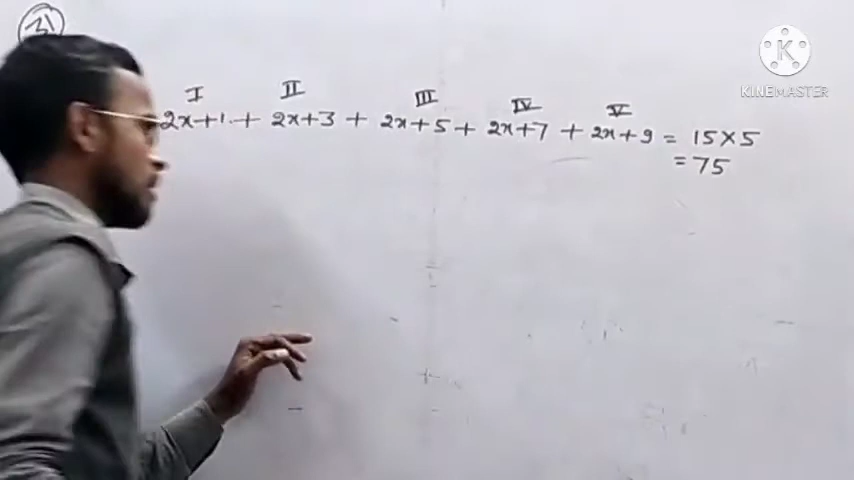 31
K
KINEMASTER
I II III IV V
2x+1 + 2x+3 + 2x+5 + 2x+7 + 2x+9 = 15×5
= 75